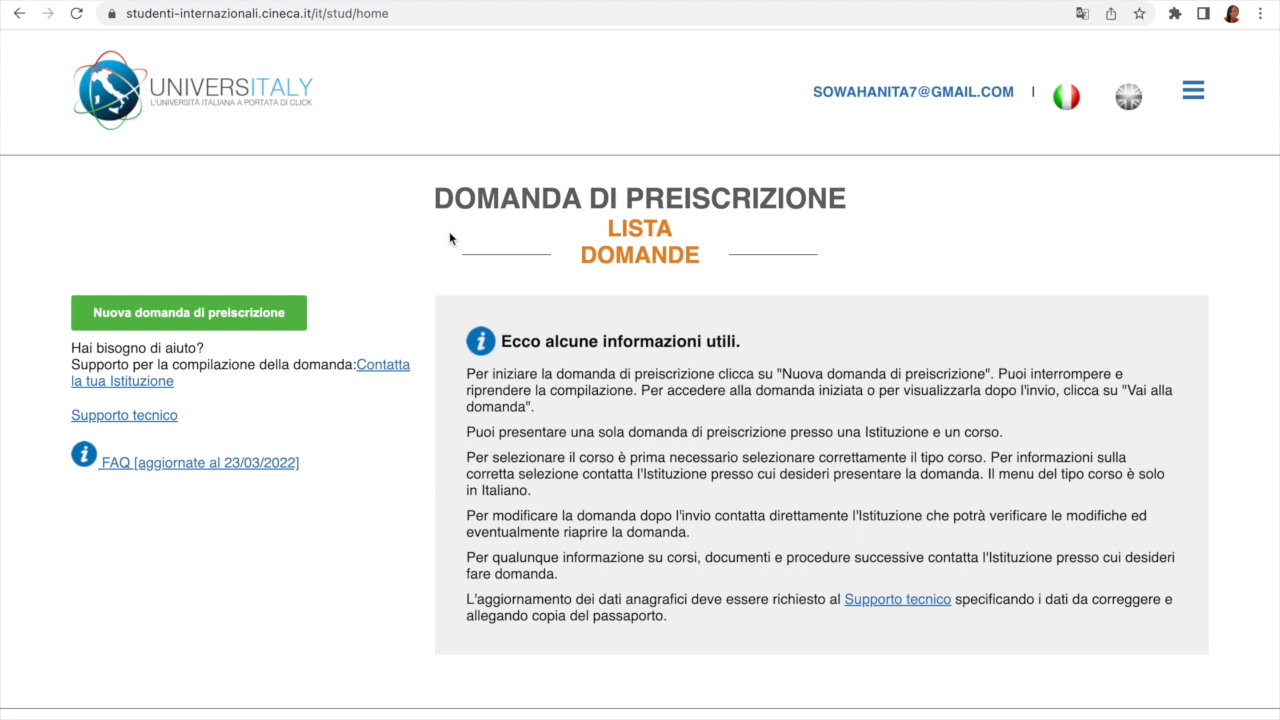 studenti-internazionali.cineca.it/it/stud/home
UNIVERSITALY
L'UNIVERSITÀ ITALIANA A PORTATA DI CLICK
SOWAHANITA7@GMAIL.COM |
DOMANDA DI PREISCRIZIONE
LISTA
DOMANDE
Nuova domanda di preiscrizione
Hai bisogno di aiuto?
Supporto per la compilazione della domanda:Contatta
la tua Istituzione
Supporto tecnico
FAQ [aggiornate al 23/03/2022]
Ecco alcune informazioni utili.
Per iniziare la domanda di preiscrizione clicca su "Nuova domanda di preiscrizione". Puoi interrompere e
riprendere la compilazione. Per accedere alla domanda iniziata o per visualizzarla dopo l'invio, clicca su "Vai alla
domanda".
Puoi presentare una sola domanda di preiscrizione presso una Istituzione e un corso.
Per selezionare il corso è prima necessario selezionare correttamente il tipo corso. Per informazioni sulla
corretta selezione contatta l'Istituzione presso cui desideri presentare la domanda. Il menu del tipo corso è solo
in Italiano.
Per modificare la domanda dopo l'invio contatta direttamente l'Istituzione che potrà verificare le modifiche ed
eventualmente riaprire la domanda.
Per qualunque informazione su corsi, documenti e procedure successive contatta l'Istituzione presso cui desideri
fare domanda.
L'aggiornamento dei dati anagrafici deve essere richiesto al Supporto tecnico specificando i dati da correggere e
allegando copia del passaporto.